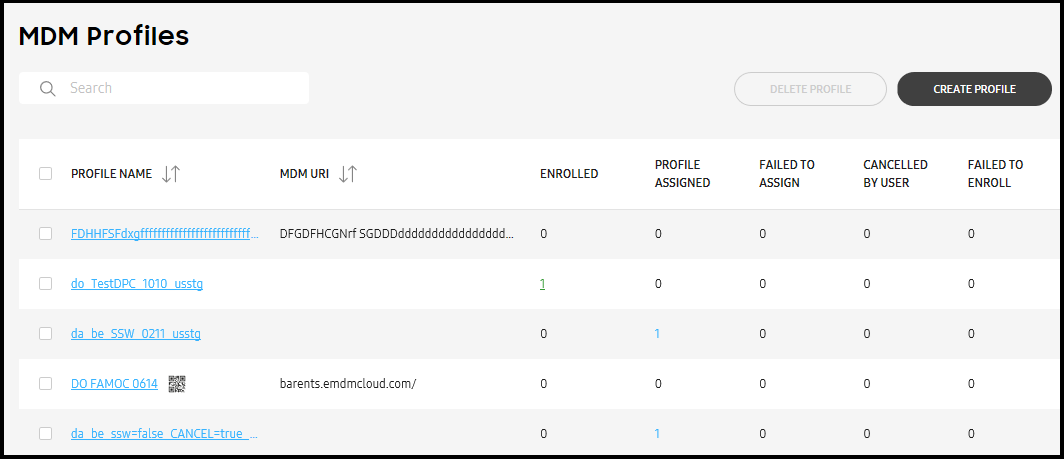 MDM Profiles
Search
DELETE PROFILE CREATE PROFILE
PROFILE NAME MDM URI ENROLLED PROFILE ASSIGNED FAILED TO ASSIGN CANCELLED BY USER FAILED TO ENROLL
FDHHFSFdxgffffffffffffffffffffffffff... DFGDFHCGNrf SGDDDddddddddddddddddd... 0 0 0 0 0
do_TestDPC_1010_usstg 1 0 0 0 0
da_be_SSW_0211_usstg 0 1 0 0 0
DO FAMOC 0614 barents.emdmcloud.com/ 0 0 0 0 0
da_be_ssw=false_CANCEL=true_... 0 1 0 0 0